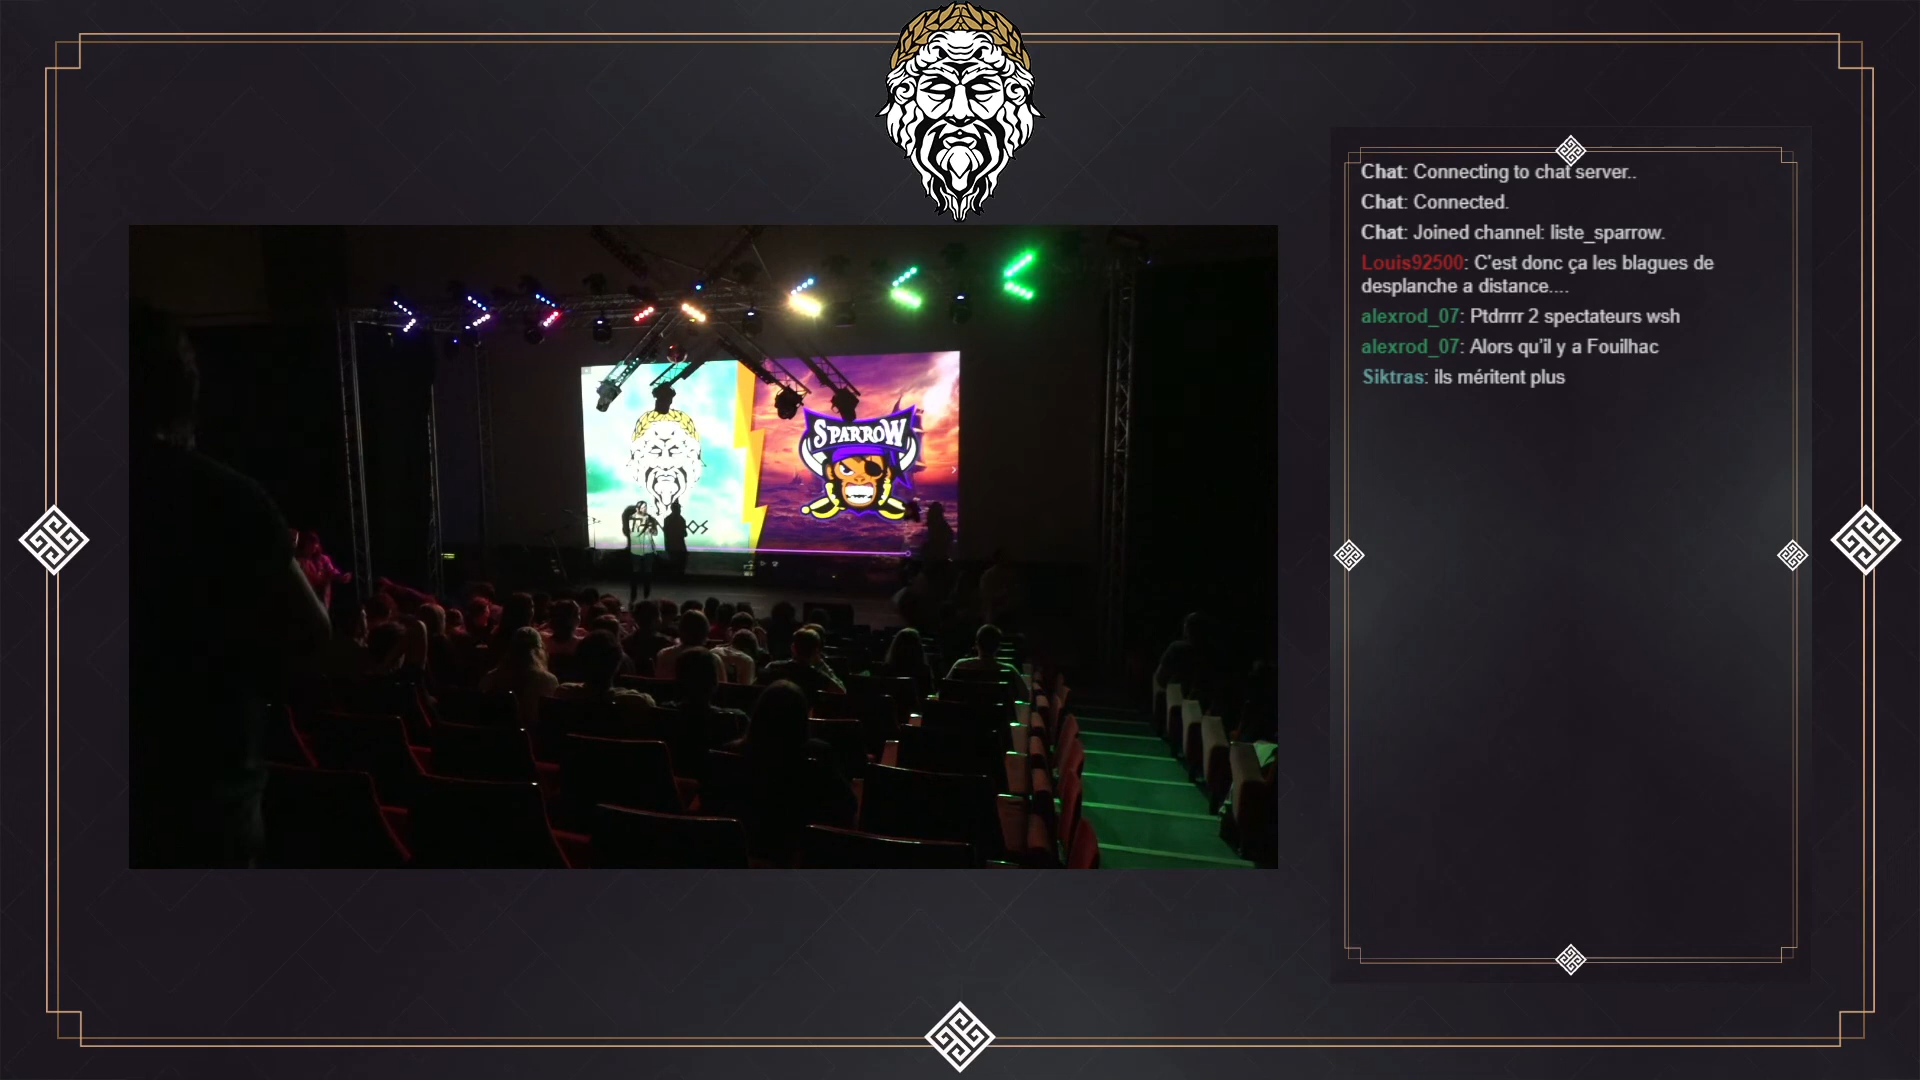 SPARROW
Chat: Connecting to chat server..
Chat: Connected.
Chat: Joined channel: liste_sparrow.
Louis92500: C'est donc ça les blagues de
desplanche a distance....
alexrod_07: Ptdrrrr 2 spectateurs wsh
alexrod_07: Alors qu'il y a Fouilhac
Siktras: ils méritent plus